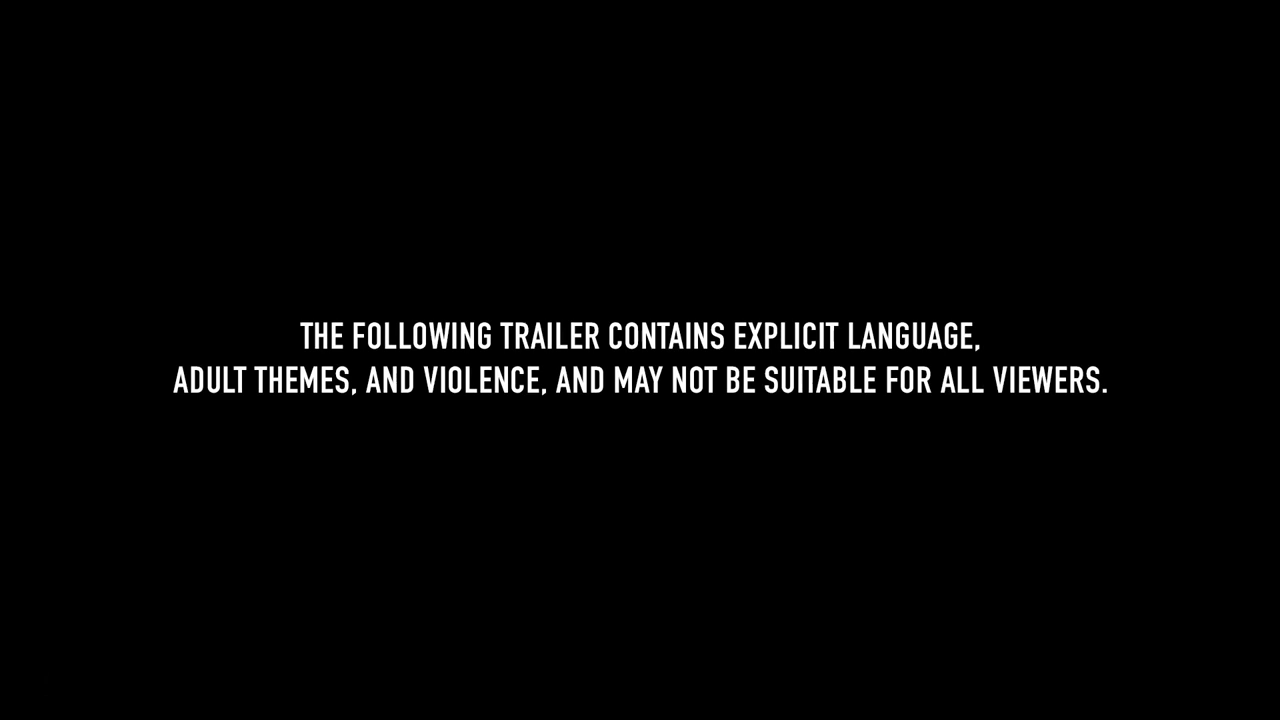 THE FOLLOWING TRAILER CONTAINS EXPLICIT LANGUAGE,
ADULT THEMES, AND VIOLENCE, AND MAY NOT BE SUITABLE FOR ALL VIEWERS.